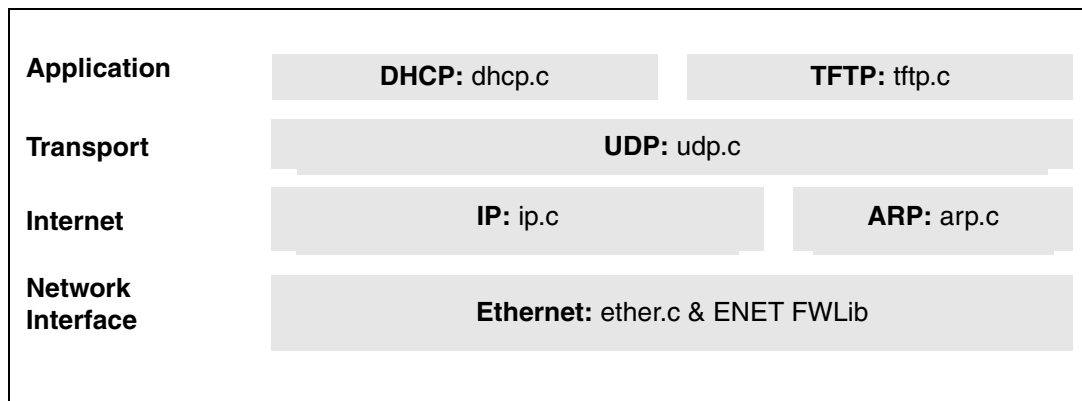 Application
DHCP: dhcp.c
TFTP: tftp.c
Transport
UDP: udp.c
Internet
IP: ip.c
ARP: arp.c
Network
Interface
Ethernet: ether.c & ENET FWLib